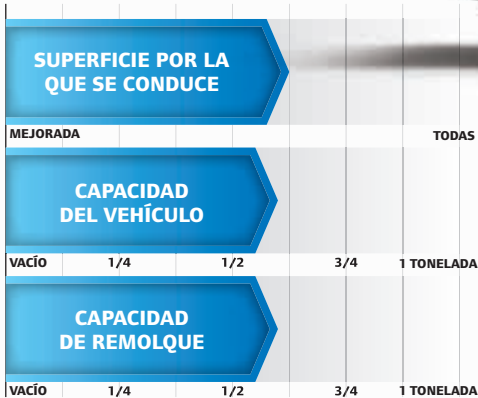 SUPERFICIE POR LA
QUE SE CONDUCE
MEJORADA TODAS
CAPACIDAD
DEL VEHÍCULO
VACÍO 1/4 1/2 3/4 1 TONELADA
CAPACIDAD
DE REMOLQUE
VACÍO 1/4 1/2 3/4 1 TONELADA